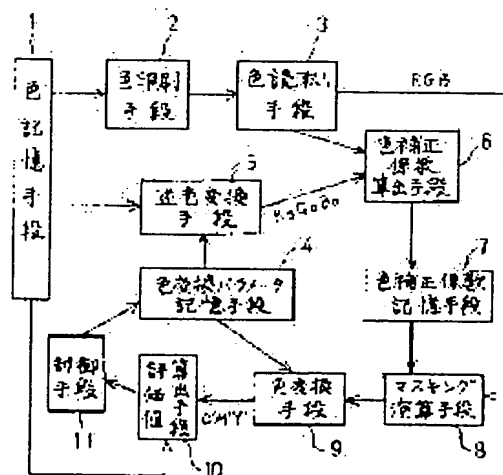 1
色
記
憶
手
段
2
色印刷
手段
3
色読取り
手段
RGB
5
逆色変換
手段
R₀G₀B₀
色補正
係数
算出手段
6
4
色変換パラメータ
記憶手段
7
色補正係数
記憶手段
制御
手段
11
評価値
算出手段
10
C'M'Y'
色変換
手段
9
マスキング
演算手段
8